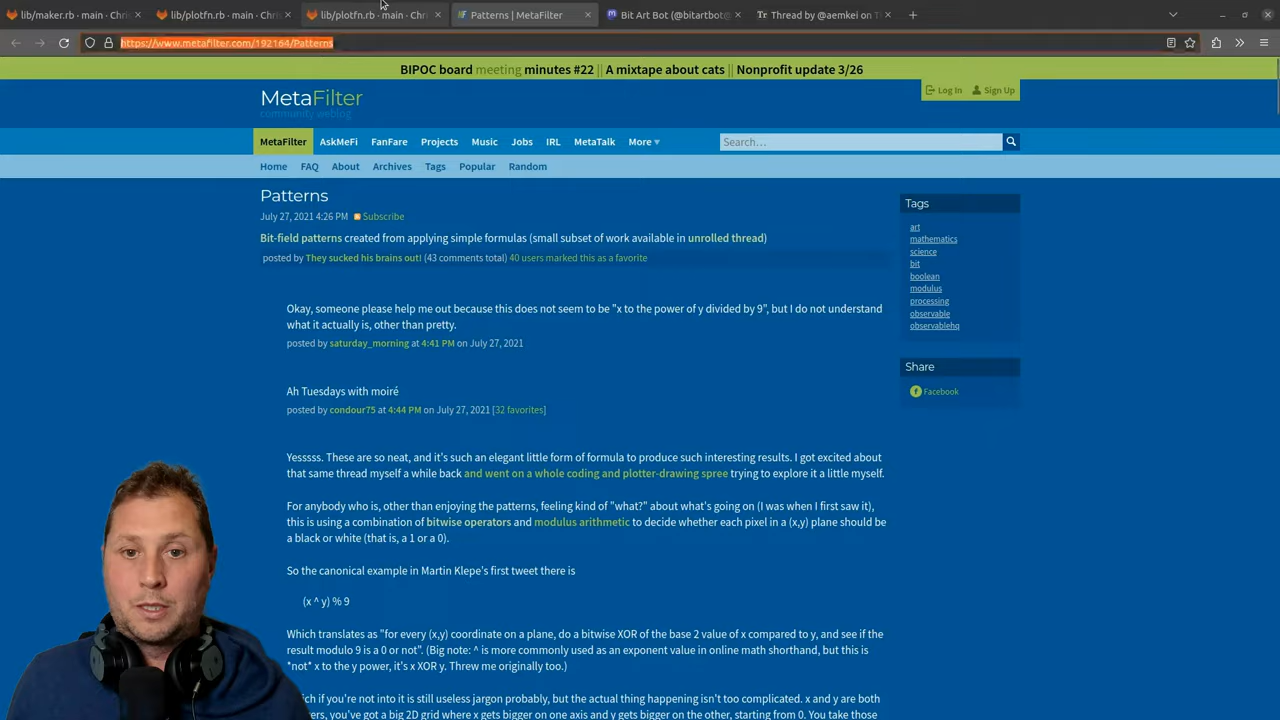 lib/maker.rb · main · Chri
lib/plotfn.rb · main · Chri
lib/plotfn.rb · main · Chri
Patterns | MetaFilter
Bit Art Bot (@bitartbot@
Thread by @aemkei on T
https://www.metafilter.com/192164/Patterns
BIPOC board meeting minutes #22 || A mixtape about cats || Nonprofit update 3/26
Log In Sign Up
MetaFilter
community weblog
MetaFilter AskMeFi FanFare Projects Music Jobs IRL MetaTalk More ▾
Search…
Home FAQ About Archives Tags Popular Random
Patterns
July 27, 2021 4:26 PM Subscribe
Bit-field patterns created from applying simple formulas (small subset of work available in unrolled thread)
posted by They sucked his brains out! (43 comments total) 40 users marked this as a favorite
Okay, someone please help me out because this does not seem to be "x to the power of y divided by 9", but I do not understand
what it actually is, other than pretty.
posted by saturday_morning at 4:41 PM on July 27, 2021
Ah Tuesdays with moiré
posted by condour75 at 4:44 PM on July 27, 2021 [32 favorites]
Yesssss. These are so neat, and it's such an elegant little form of formula to produce such interesting results. I got excited about
that same thread myself a while back and went on a whole coding and plotter-drawing spree trying to explore it a little myself.
For anybody who is, other than enjoying the patterns, feeling kind of "what?" about what's going on (I was when I first saw it),
this is using a combination of bitwise operators and modulus arithmetic to decide whether each pixel in a (x,y) plane should be
a black or white (that is, a 1 or a 0).
So the canonical example in Martin Klepe's first tweet there is
(x ^ y) % 9
Which translates as "for every (x,y) coordinate on a plane, do a bitwise XOR of the base 2 value of x compared to y, and see if the
result modulo 9 is a 0 or not". (Big note: ^ is more commonly used as an exponent value in online math shorthand, but this is
*not* x to the y power, it's x XOR y. Threw me originally too.)
if you're not into it is still useless jargon probably, but the actual thing happening isn't too complicated. x and y are both
you've got a big 2D grid where x gets bigger on one axis and y gets bigger on the other, starting from 0. You take those
Tags
art
mathematics
science
bit
boolean
modulus
processing
observable
observablehq
Share
Facebook